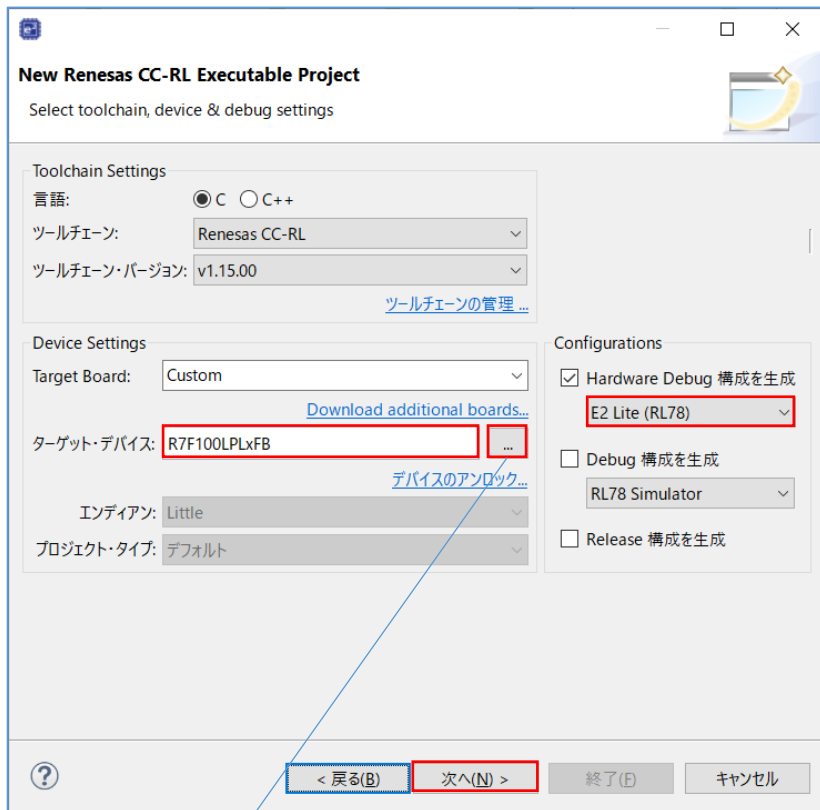 New Renesas CC-RL Executable Project
Select toolchain, device & debug settings
Toolchain Settings
言語: C C++
ツールチェーン: Renesas CC-RL
ツールチェーン・バージョン: v1.15.00
ツールチェーンの管理 ...
Device Settings
Target Board: Custom
Download additional boards...
ターゲット・デバイス: R7F100LPLxFB ...
デバイスのアンロック...
エンディアン: Little
プロジェクト・タイプ: デフォルト
Configurations
Hardware Debug 構成を生成
E2 Lite (RL78)
Debug 構成を生成
RL78 Simulator
Release 構成を生成
? < 戻る(B) 次へ(N) > 終了(F) キャンセル